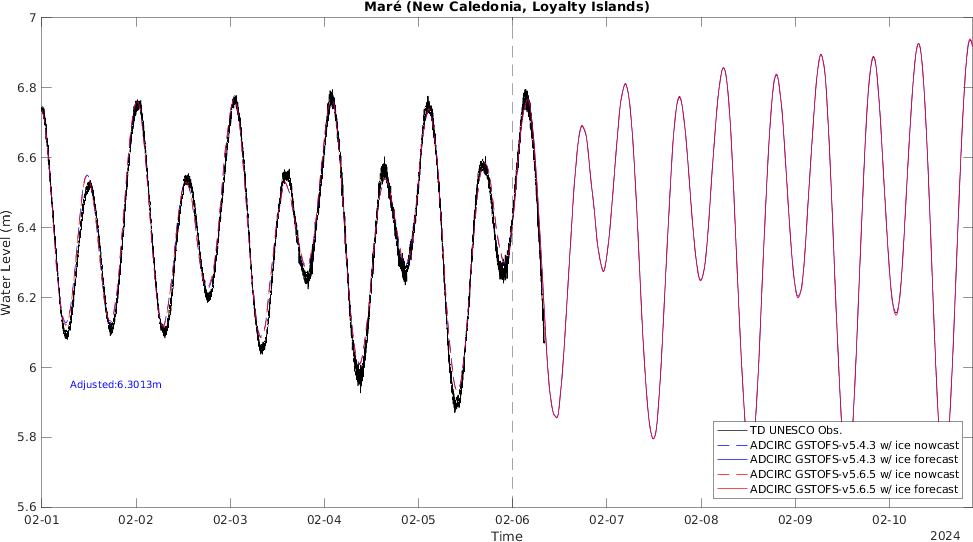 Maré (New Caledonia, Loyalty Islands)
7
6.8
6.6
6.4
6.2
6
5.8
5.6
Water Level (m)
Adjusted:6.3013m
TD UNESCO Obs.
ADCIRC GSTOFS-v5.4.3 w/ ice nowcast
ADCIRC GSTOFS-v5.4.3 w/ ice forecast
ADCIRC GSTOFS-v5.6.5 w/ ice nowcast
ADCIRC GSTOFS-v5.6.5 w/ ice forecast
02-01 02-02 02-03 02-04 02-05 02-06 02-07 02-08 02-09 02-10
Time
2024